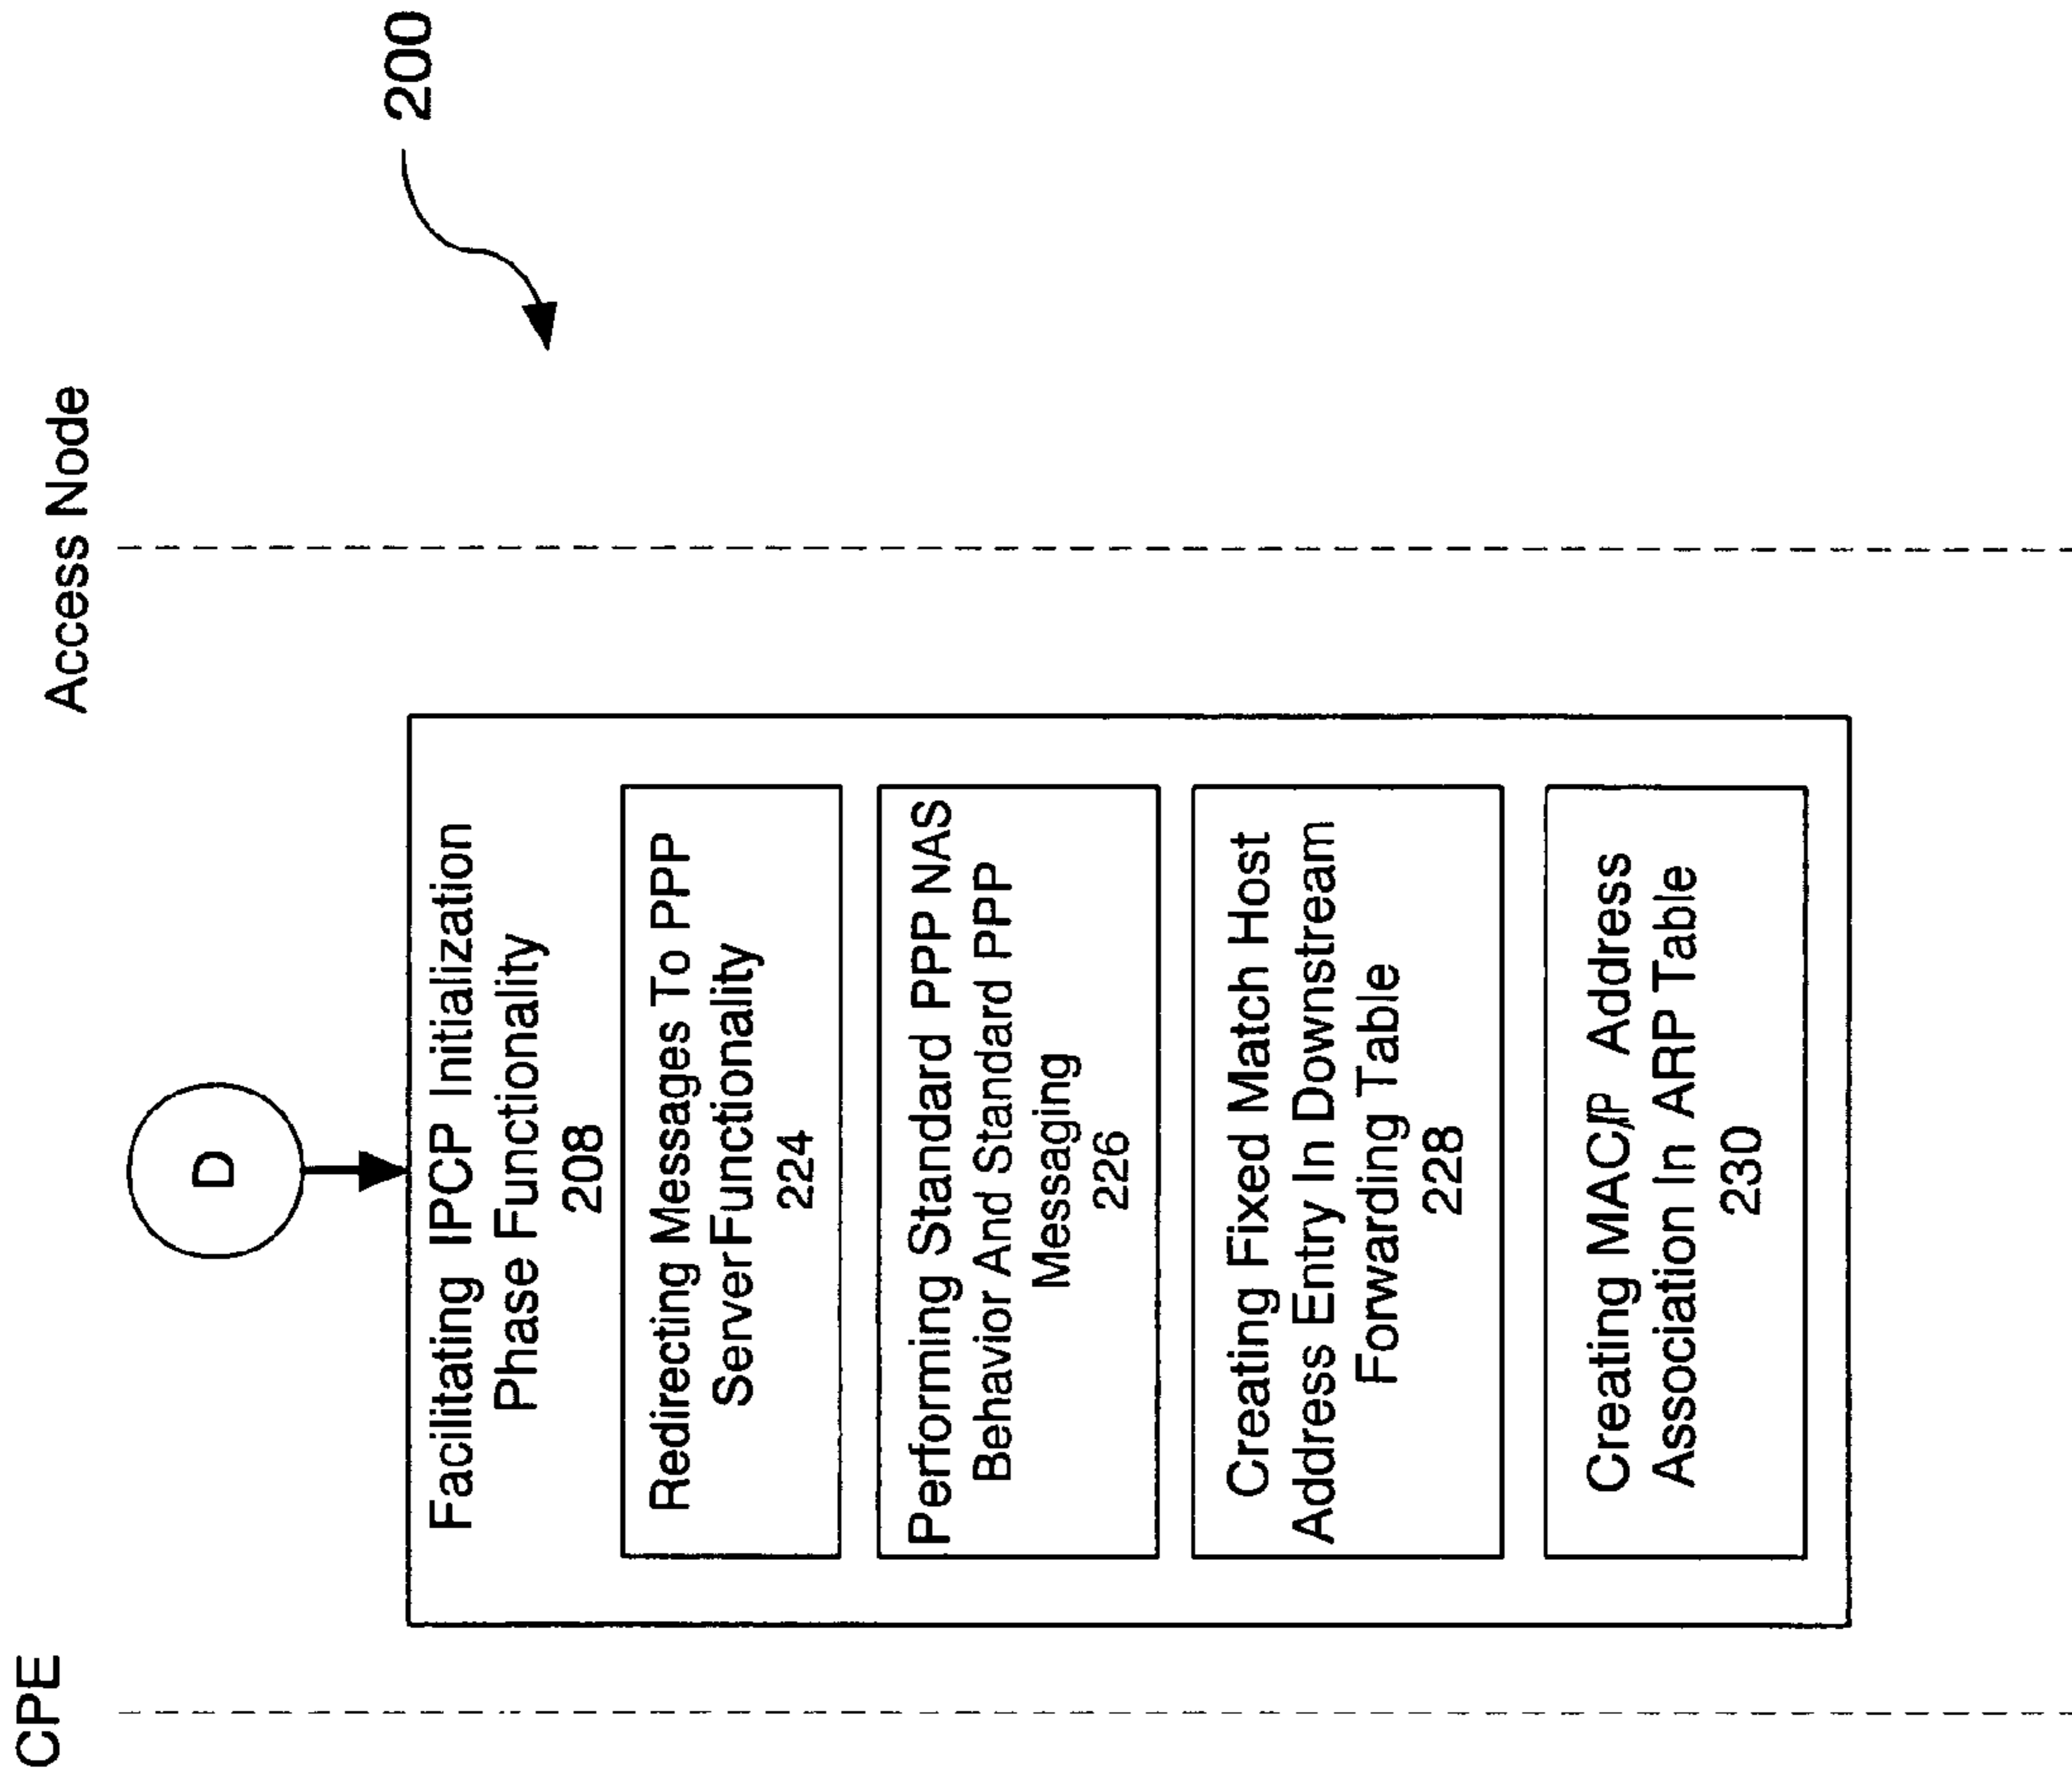 CPE
Access Node
200
D
Facilitating IPCP Initialization
Phase Functionality
208
Redirecting Messages To PPP
ServerFunctionality
224
Performing Standard PPP NAS
Behavior And Standard PPP
Messaging
226
Creating Fixed Match Host
Address Entry In Downstream
Forwarding Table
228
Creating MAC/IP Address
Association In ARP Table
230